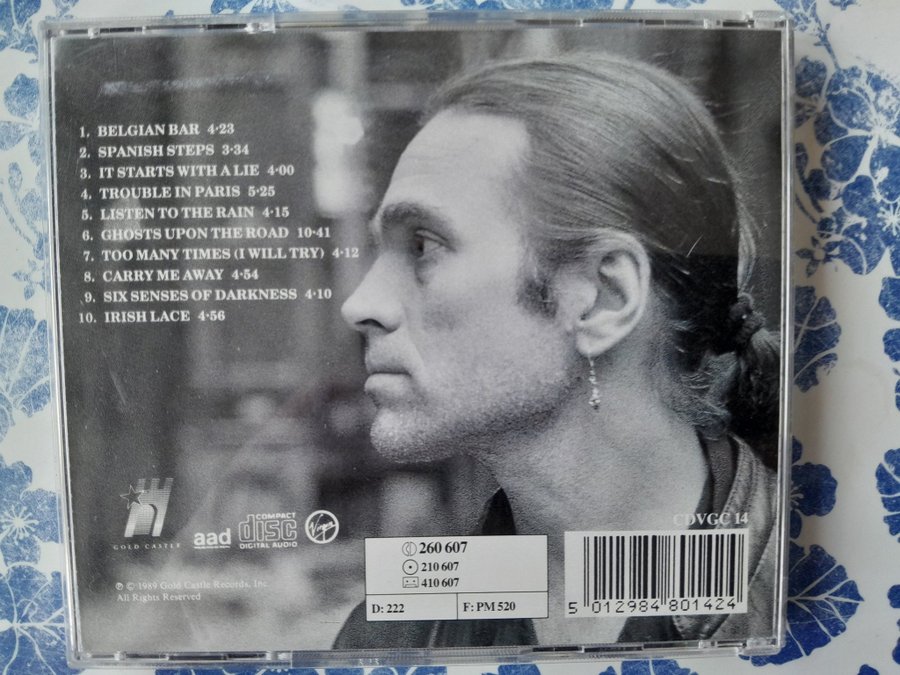 1. BELGIAN BAR 4·23
2. SPANISH STEPS 3·34
3. IT STARTS WITH A LIE 4·00
4. TROUBLE IN PARIS 5·25
5. LISTEN TO THE RAIN 4·15
6. GHOSTS UPON THE ROAD 10·41
7. TOO MANY TIMES (I WILL TRY) 4·12
8. CARRY ME AWAY 4·54
9. SIX SENSES OF DARKNESS 4·10
10. IRISH LACE 4·56
GOLD CASTLE
aad
COMPACT
disc
DIGITAL AUDIO
Virgin
℗ © 1989 Gold Castle Records, Inc.
All Rights Reserved
260 607
210 607
410 607
D: 222
F: PM 520
CDVGC 14
5 012984 801424